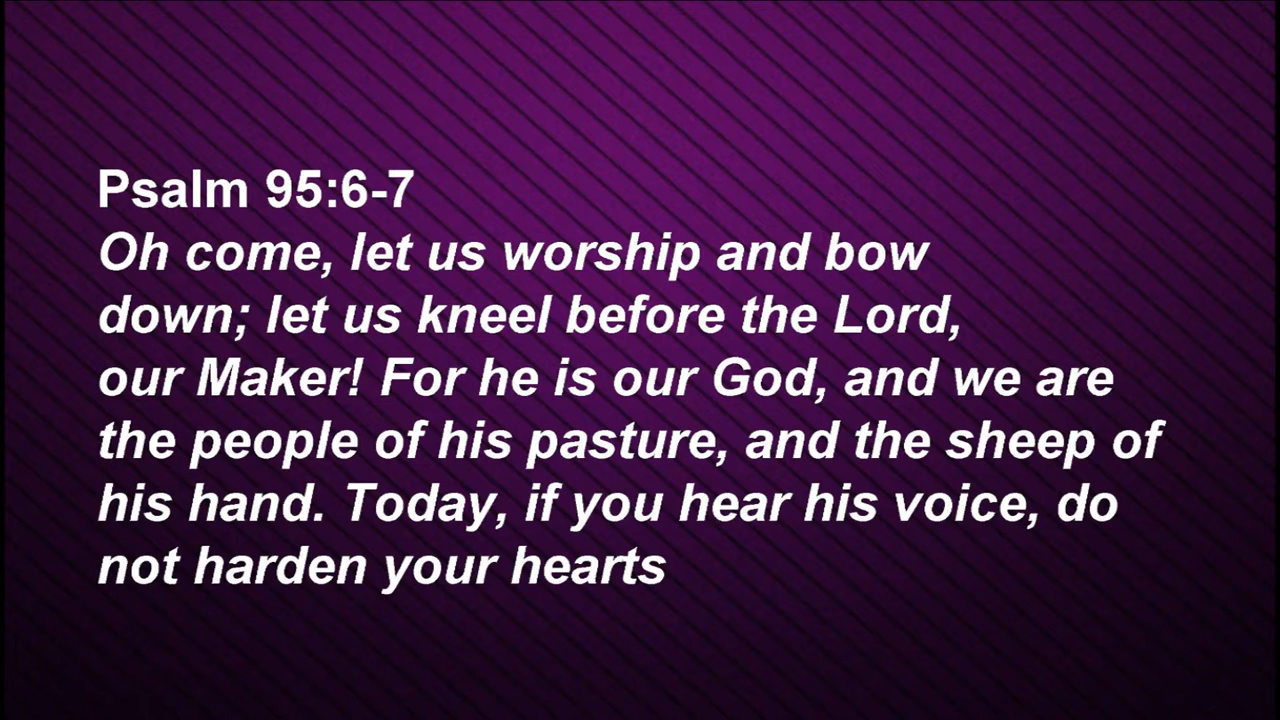 Psalm 95:6-7
Oh come, let us worship and bow
down; let us kneel before the Lord,
our Maker! For he is our God, and we are
the people of his pasture, and the sheep of
his hand. Today, if you hear his voice, do
not harden your hearts